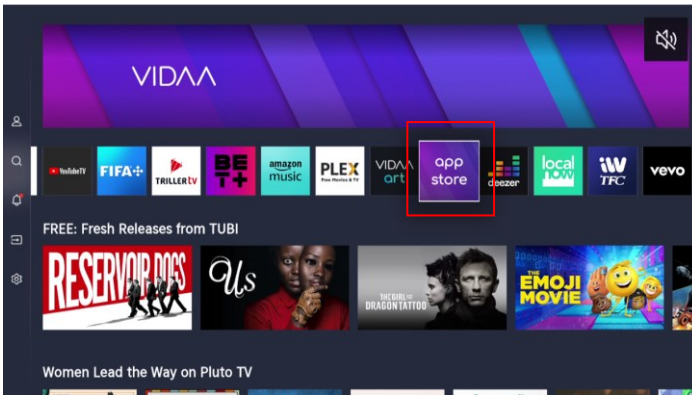 VIDAA
YouTubeTV
FIFA+
TRILLERtv
BET+
amazon
music
PLEX
Free Movies & TV
VIDAA
art
app
store
deezer
local
now
iW
TFC
vevo
FREE: Fresh Releases from TUBI
RESERVOIR DOGS
Us
THE GIRL WITH THE
DRAGON TATTOO
THE
EMOJI
MOVIE
Women Lead the Way on Pluto TV